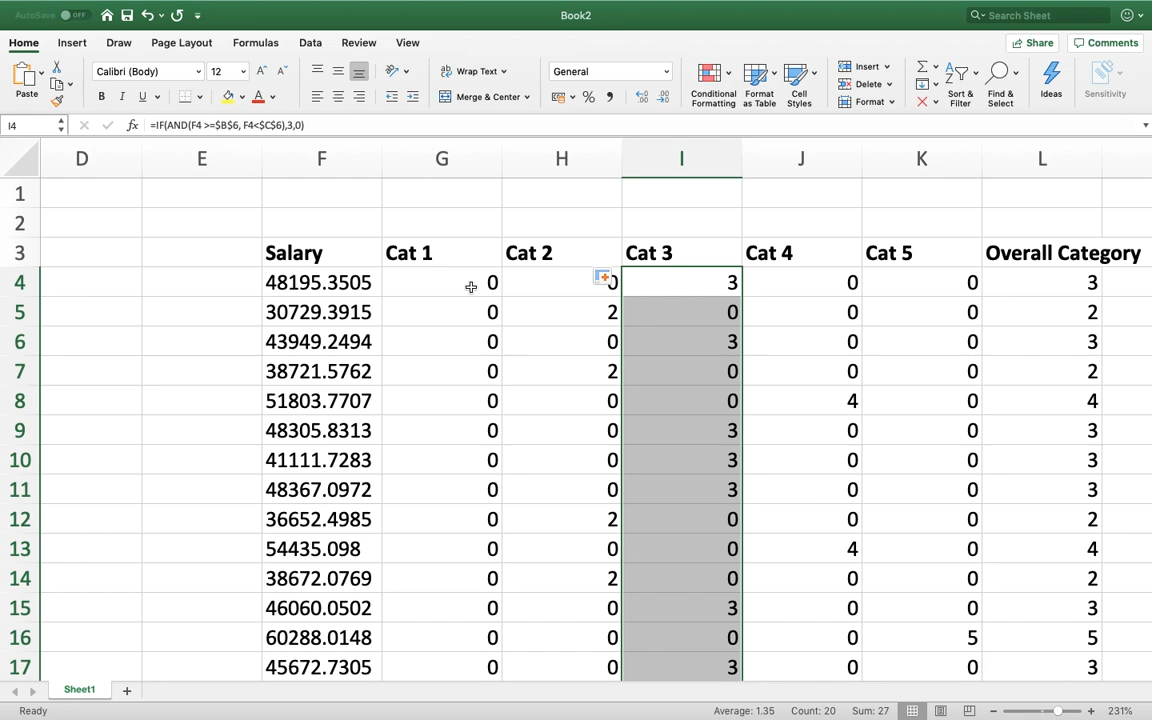 AutoSave OFF Book2 Search Sheet
Home Insert Draw Page Layout Formulas Data Review View Share Comments
Paste Calibri (Body) 12 A A Wrap Text General Conditional Formatting Format as Table Cell Styles Insert Sort & Filter Find & Select Ideas Sensitivity
B I U A Merge & Center % Delete
Format
I4 fx =IF(AND(F4 >=$B$6, F4<$C$6),3,0)
D E F G H I J K L
1
2
3 Salary Cat 1 Cat 2 Cat 3 Cat 4 Cat 5 Overall Category
4 48195.3505 0 0 3 0 0 3
5 30729.3915 0 2 0 0 0 2
6 43949.2494 0 0 3 0 0 3
7 38721.5762 0 2 0 0 0 2
8 51803.7707 0 0 0 4 0 4
9 48305.8313 0 0 3 0 0 3
10 41111.7283 0 0 3 0 0 3
11 48367.0972 0 0 3 0 0 3
12 36652.4985 0 2 0 0 0 2
13 54435.098 0 0 0 4 0 4
14 38672.0769 0 2 0 0 0 2
15 46060.0502 0 0 3 0 0 3
16 60288.0148 0 0 0 0 5 5
17 45672.7305 0 0 3 0 0 3
Sheet1
Ready Average: 1.35 Count: 20 Sum: 27 231%